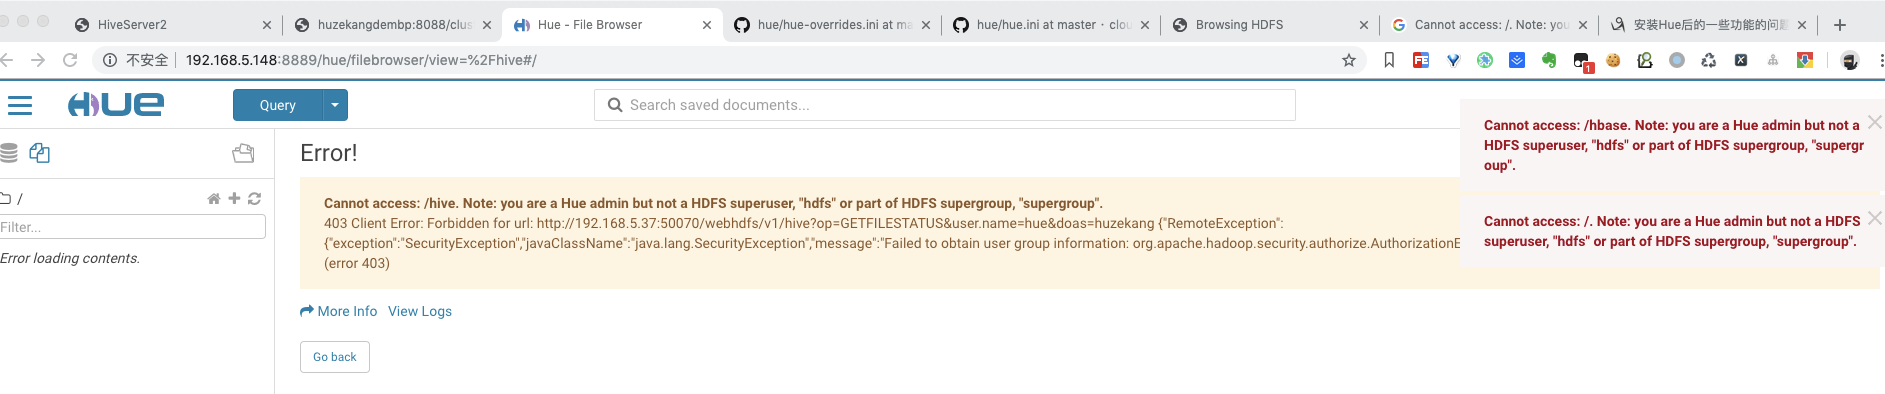 HiveServer2
huzekangdembp:8088/clus
Hue - File Browser
hue/hue-overrides.ini at ma
hue/hue.ini at master · clou
Browsing HDFS
Cannot access: /. Note: you
安装Hue后的一些功能的问题
不安全
192.168.5.148:8889/hue/filebrowser/view=%2Fhive#/
1
HUE
Query
Search saved documents...
Cannot access: /hbase. Note: you are a Hue admin but not a
HDFS superuser, "hdfs" or part of HDFS supergroup, "supergr
oup".
Cannot access: /. Note: you are a Hue admin but not a HDFS
superuser, "hdfs" or part of HDFS supergroup, "supergroup".
/
Filter...
Error loading contents.
Error!
Cannot access: /hive. Note: you are a Hue admin but not a HDFS superuser, "hdfs" or part of HDFS supergroup, "supergroup".
403 Client Error: Forbidden for url: http://192.168.5.37:50070/webhdfs/v1/hive?op=GETFILESTATUS&user.name=hue&doas=huzekang {"RemoteException":
{"exception":"SecurityException","javaClassName":"java.lang.SecurityException","message":"Failed to obtain user group information: org.apache.hadoop.security.authorize.AuthorizationE
(error 403)
More Info
View Logs
Go back